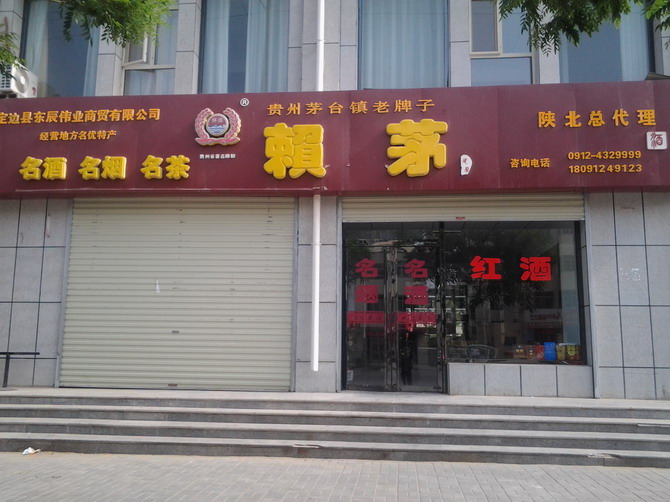 定边县东辰伟业商贸有限公司
经营地方名优特产
名酒 名烟 名茶
®
贵州茅台镇老牌子
賴茅
陕北总代理
酒
咨询电话 0912-4329999
18091249123
名 名
红酒